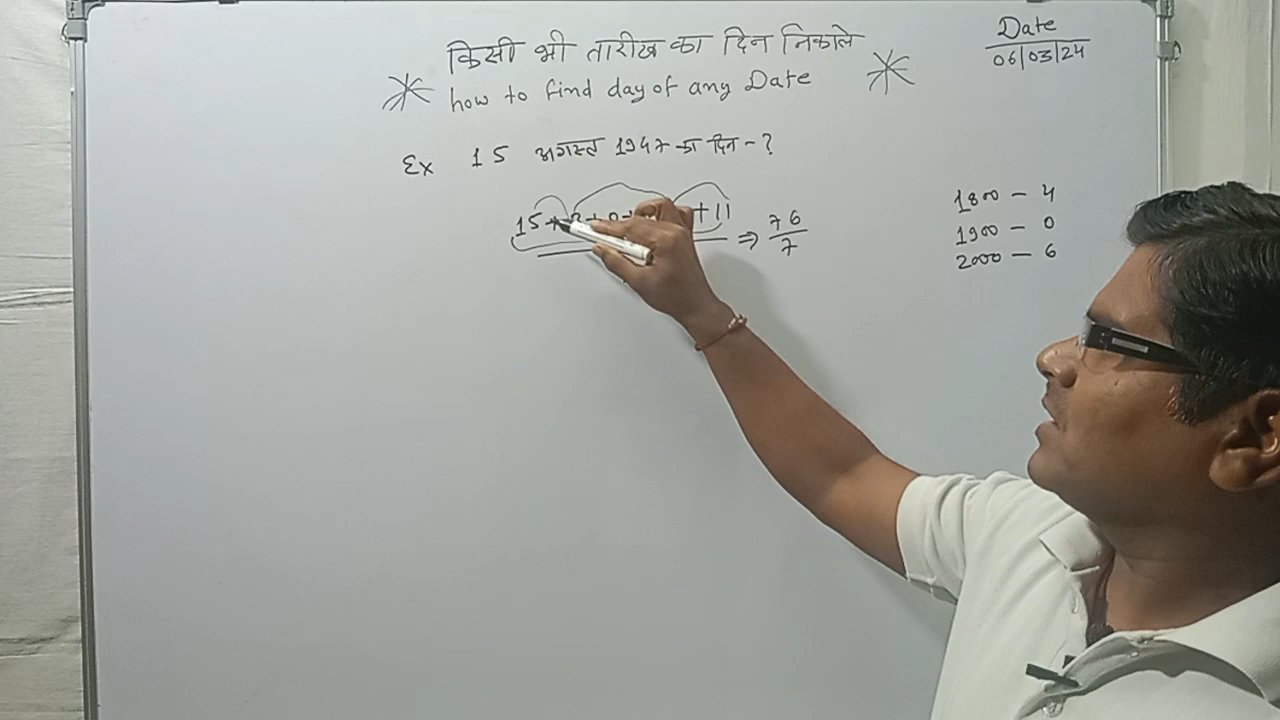 किसी भी तारीख का दिन निकाले
how to find day of any Date
Date
06/03/24
Ex 15 अगस्त 1947 का दिन - ?
15 + + 11 ⇒ 76/7
1800 - 4
1900 - 0
2000 - 6